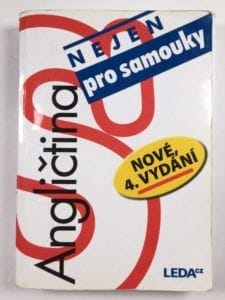 NEJEN
pro samouky
Angličtina
NOVÉ,
4. VYDÁNÍ
LEDA cz